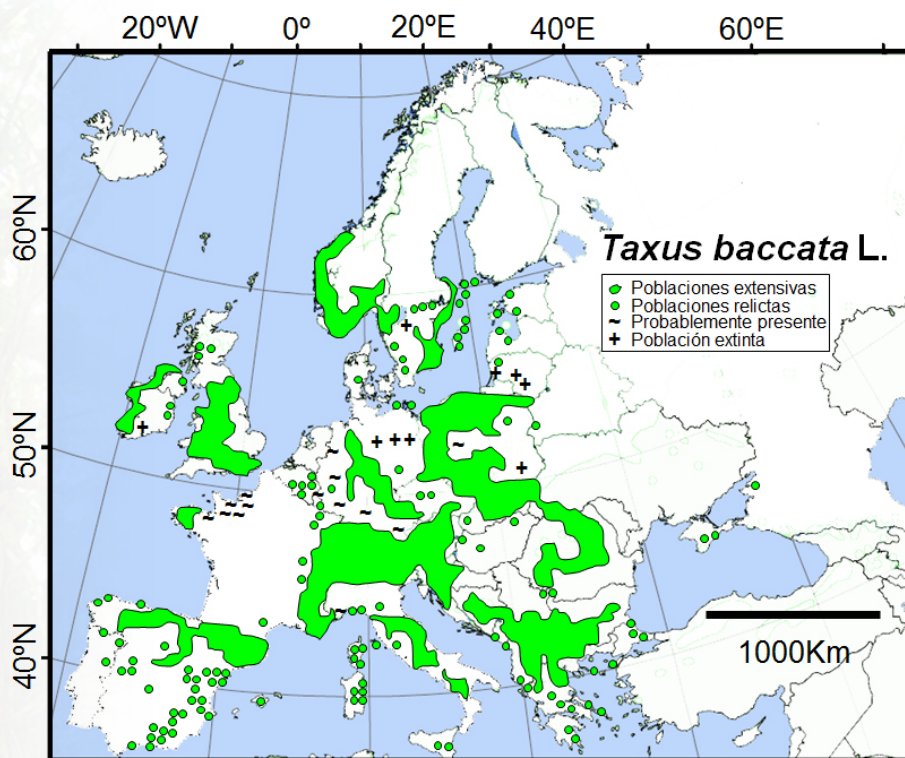 20ºW 0º 20ºE 40ºE 60ºE
60ºN
50ºN
40ºN
Taxus baccata L.
Poblaciones extensivas
Poblaciones relictas
~ Probablemente presente
+ Población extinta
1000Km